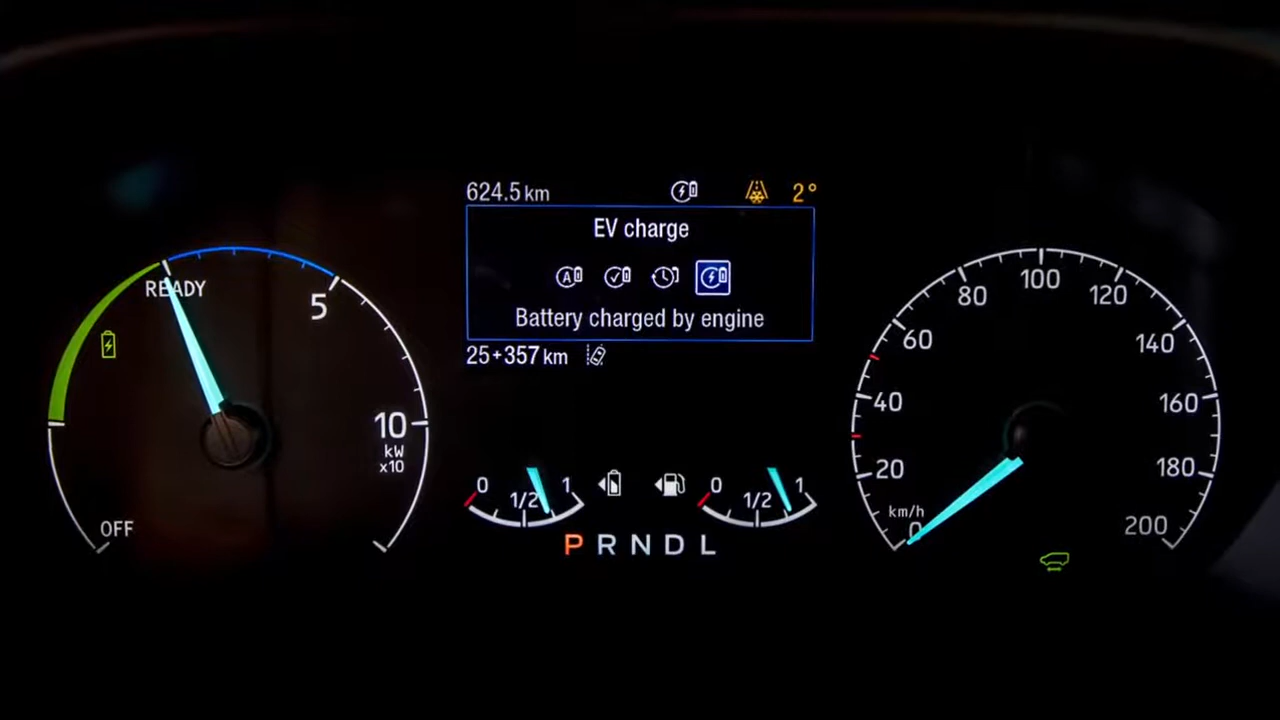 624.5 km
2°
EV charge
A
Battery charged by engine
25+357 km
READY
5
10
kW
x10
OFF
0
1/2
1
0
1/2
1
P R N D L
0
20
40
60
80
100
120
140
160
180
200
km/h